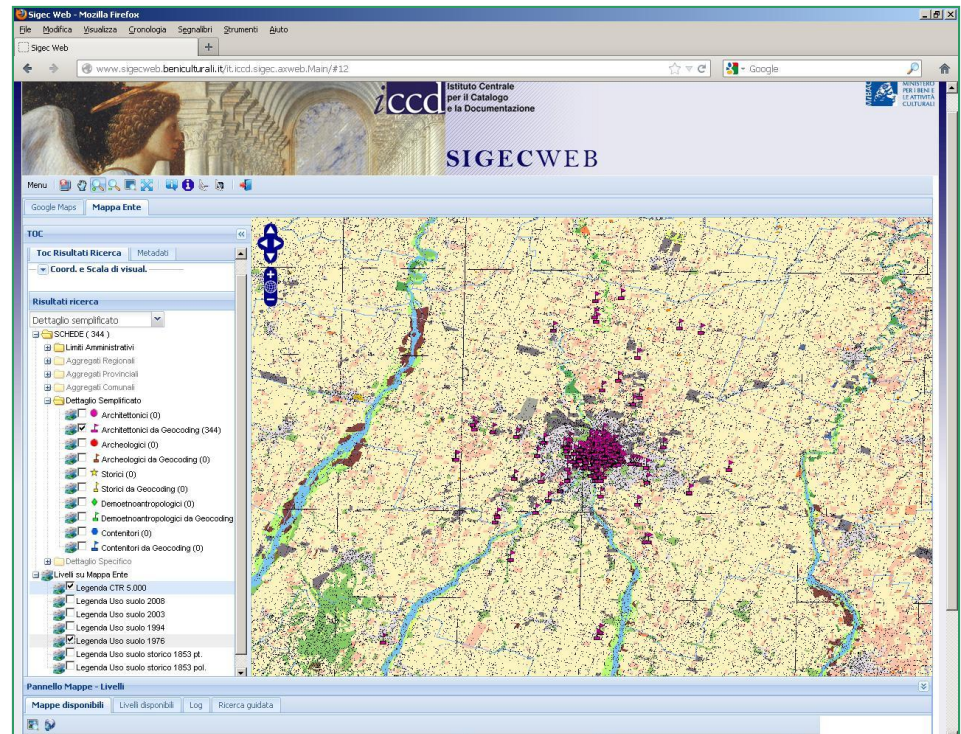 Sigec Web - Mozilla Firefox
File Modifica Visualizza Cronologia Segnalibri Strumenti Aiuto
Sigec Web
www.sigecweb.beniculturali.it/it.iccd.sigec.axweb.Main/#12
Google
iccd
Istituto Centrale
per il Catalogo
e la Documentazione
MIBAC
MINISTERO
PER I BENI E
LE ATTIVITÀ
CULTURALI
SIGECWEB
Menu
Google Maps Mappa Ente
TOC
Toc Risultati Ricerca Metadati
Coord. e Scala di visual.
Risultati ricerca
Dettaglio semplificato
SCHEDE ( 344 )
Limiti Amministrativi
Aggregati Regionali
Aggregati Provinciali
Aggregati Comunali
Dettaglio Semplificato
Architettonici (0)
Architettonici da Geocoding (344)
Archeologici (0)
Archeologici da Geocoding (0)
Storici (0)
Storici da Geocoding (0)
Demoetnoantropologici (0)
Demoetnoantropologici da Geocoding
Contenitori (0)
Contenitori da Geocoding (0)
Dettaglio Specifico
Livelli su Mappa Ente
Legenda CTR 5.000
Legenda Uso suolo 2008
Legenda Uso suolo 2003
Legenda Uso suolo 1994
Legenda Uso suolo 1976
Legenda Uso suolo storico 1853 pt.
Legenda Uso suolo storico 1853 pol.
Pannello Mappe - Livelli
Mappe disponibili Livelli disponibili Log Ricerca guidata